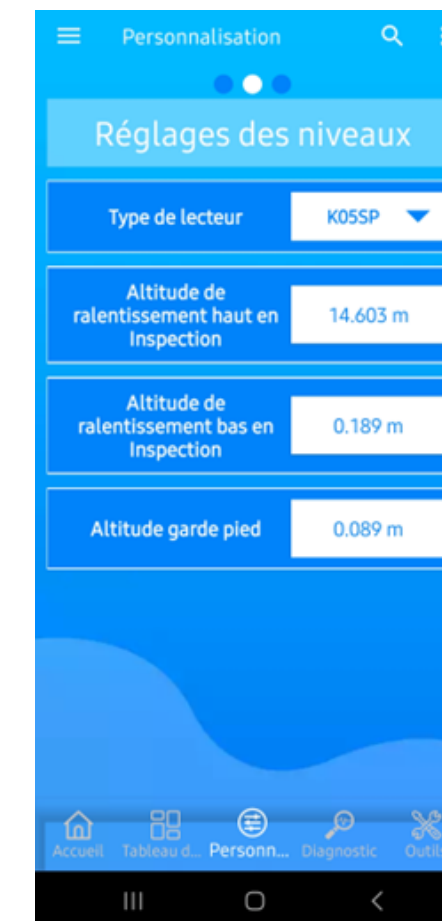 Personnalisation
Réglages des niveaux
Type de lecteur
K05SP
Altitude de
ralentissement haut en
Inspection
14.603 m
Altitude de
ralentissement bas en
Inspection
0.189 m
Altitude garde pied
0.089 m
Accueil
Tableau d...
Personn...
Diagnostic
Outils